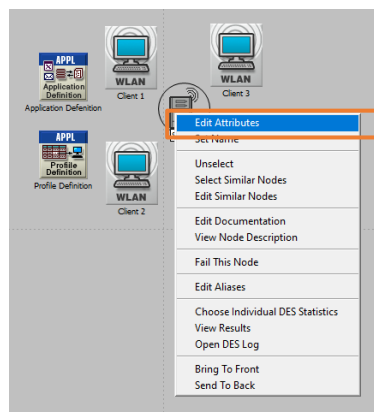 APPL
Application
Definition
Application Defenition
WLAN
Client 1
WLAN
Client 3
APPL
Profile
Definition
Profile Definition
WLAN
Client 2
Edit Attributes
Set Name
Unselect
Select Similar Nodes
Edit Similar Nodes
Edit Documentation
View Node Description
Fail This Node
Edit Aliases
Choose Individual DES Statistics
View Results
Open DES Log
Bring To Front
Send To Back